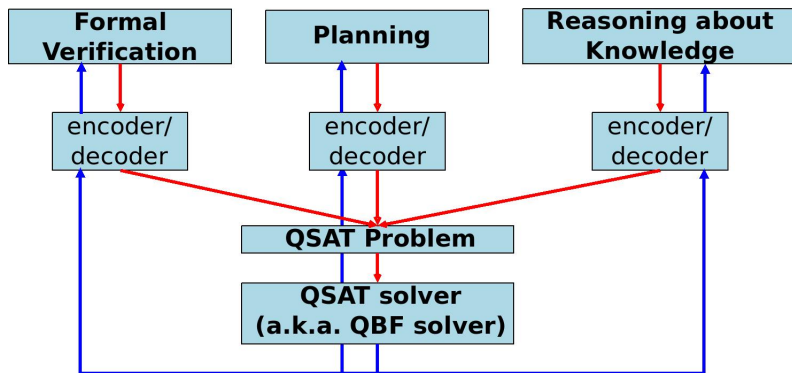 Formal
Verification
Planning
Reasoning about
Knowledge
encoder/
decoder
encoder/
decoder
encoder/
decoder
QSAT Problem
QSAT solver
(a.k.a. QBF solver)